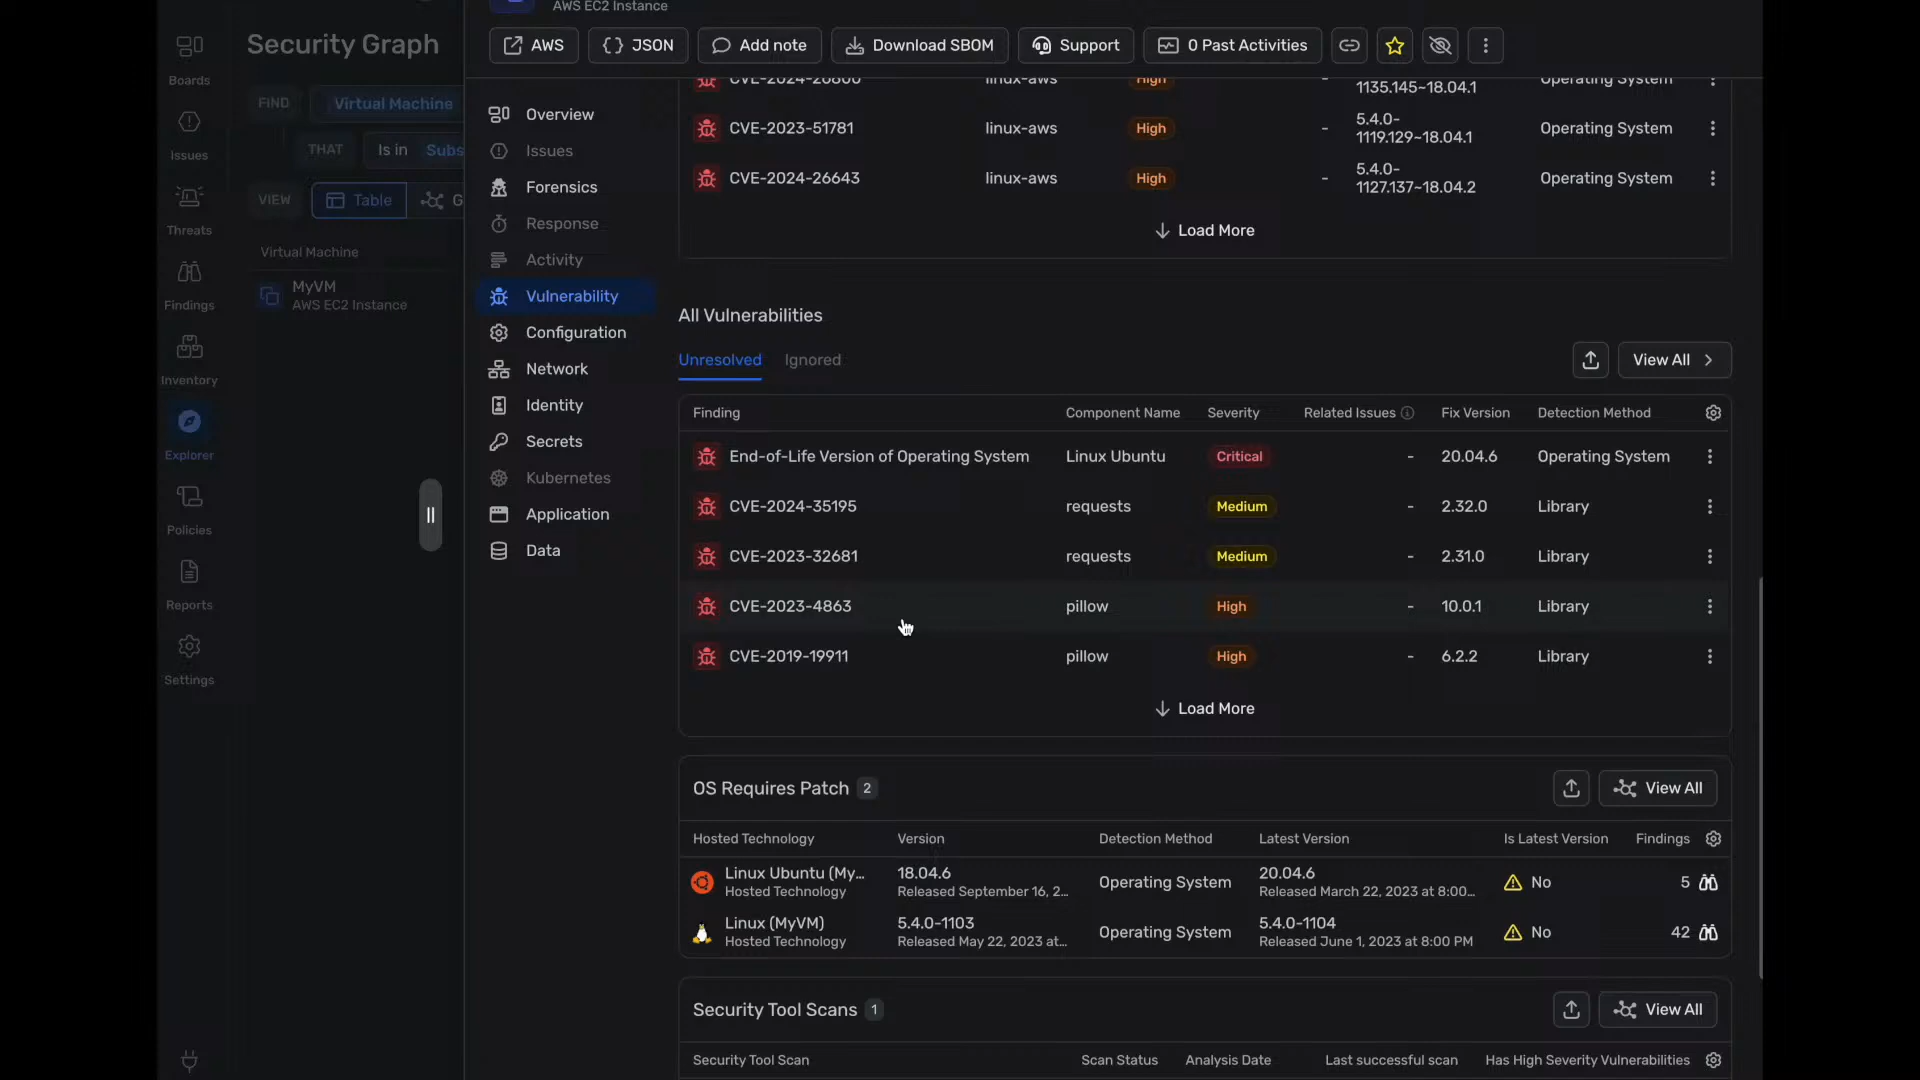 AWS EC2 Instance
Security Graph
AWS
JSON
Add note
Download SBOM
Support
0 Past Activities
Boards
Issues
Threats
Findings
Inventory
Explorer
Policies
Reports
Settings
FIND
Virtual Machine
THAT
Is in
Subs
VIEW
Table
G
Virtual Machine
MyVM
AWS EC2 Instance
Overview
Issues
Forensics
Response
Activity
Vulnerability
Configuration
Network
Identity
Secrets
Kubernetes
Application
Data
linux-aws High 1135.145~18.04.1 Operating System
CVE-2023-51781 linux-aws High - 5.4.0-1119.129~18.04.1 Operating System
CVE-2024-26643 linux-aws High - 5.4.0-1127.137~18.04.2 Operating System
Load More
All Vulnerabilities
Unresolved Ignored
View All
Finding Component Name Severity Related Issues Fix Version Detection Method
End-of-Life Version of Operating System Linux Ubuntu Critical - 20.04.6 Operating System
CVE-2024-35195 requests Medium - 2.32.0 Library
CVE-2023-32681 requests Medium - 2.31.0 Library
CVE-2023-4863 pillow High - 10.0.1 Library
CVE-2019-19911 pillow High - 6.2.2 Library
Load More
OS Requires Patch 2
View All
Hosted Technology Version Detection Method Latest Version Is Latest Version Findings
Linux Ubuntu (My... 18.04.6 Operating System 20.04.6 No 5
Hosted Technology Released September 16, 2... Released March 22, 2023 at 8:00...
Linux (MyVM) 5.4.0-1103 Operating System 5.4.0-1104 No 42
Hosted Technology Released May 22, 2023 at... Released June 1, 2023 at 8:00 PM
Security Tool Scans 1
View All
Security Tool Scan Scan Status Analysis Date Last successful scan Has High Severity Vulnerabilities